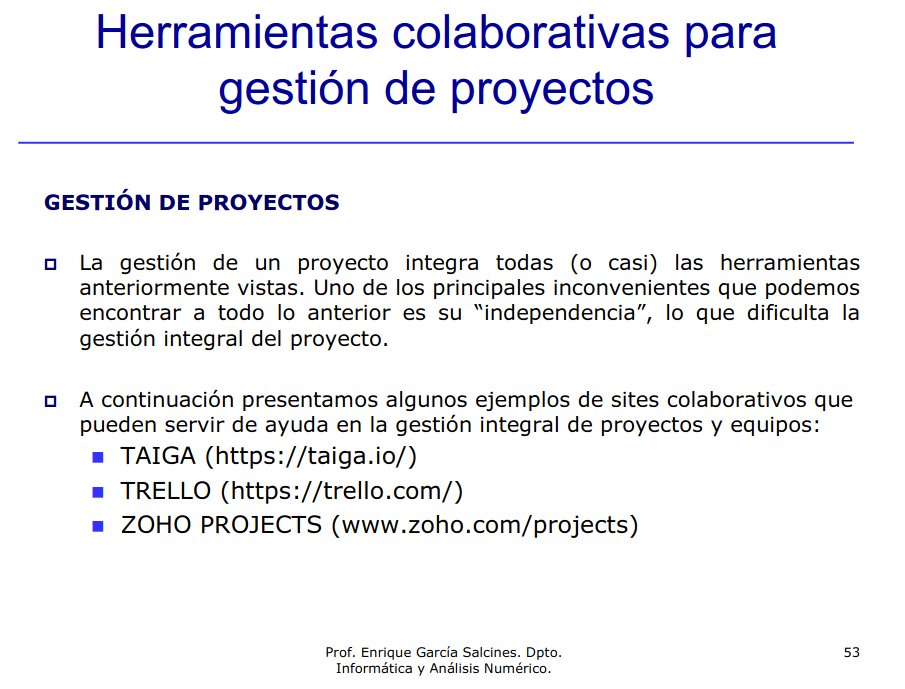 Herramientas colaborativas para
gestión de proyectos
GESTIÓN DE PROYECTOS
La gestión de un proyecto integra todas (o casi) las herramientas
anteriormente vistas. Uno de los principales inconvenientes que podemos
encontrar a todo lo anterior es su “independencia”, lo que dificulta la
gestión integral del proyecto.
A continuación presentamos algunos ejemplos de sites colaborativos que
pueden servir de ayuda en la gestión integral de proyectos y equipos:
TAIGA (https://taiga.io/)
TRELLO (https://trello.com/)
ZOHO PROJECTS (www.zoho.com/projects)
Prof. Enrique García Salcines. Dpto.
Informática y Análisis Numérico.
53